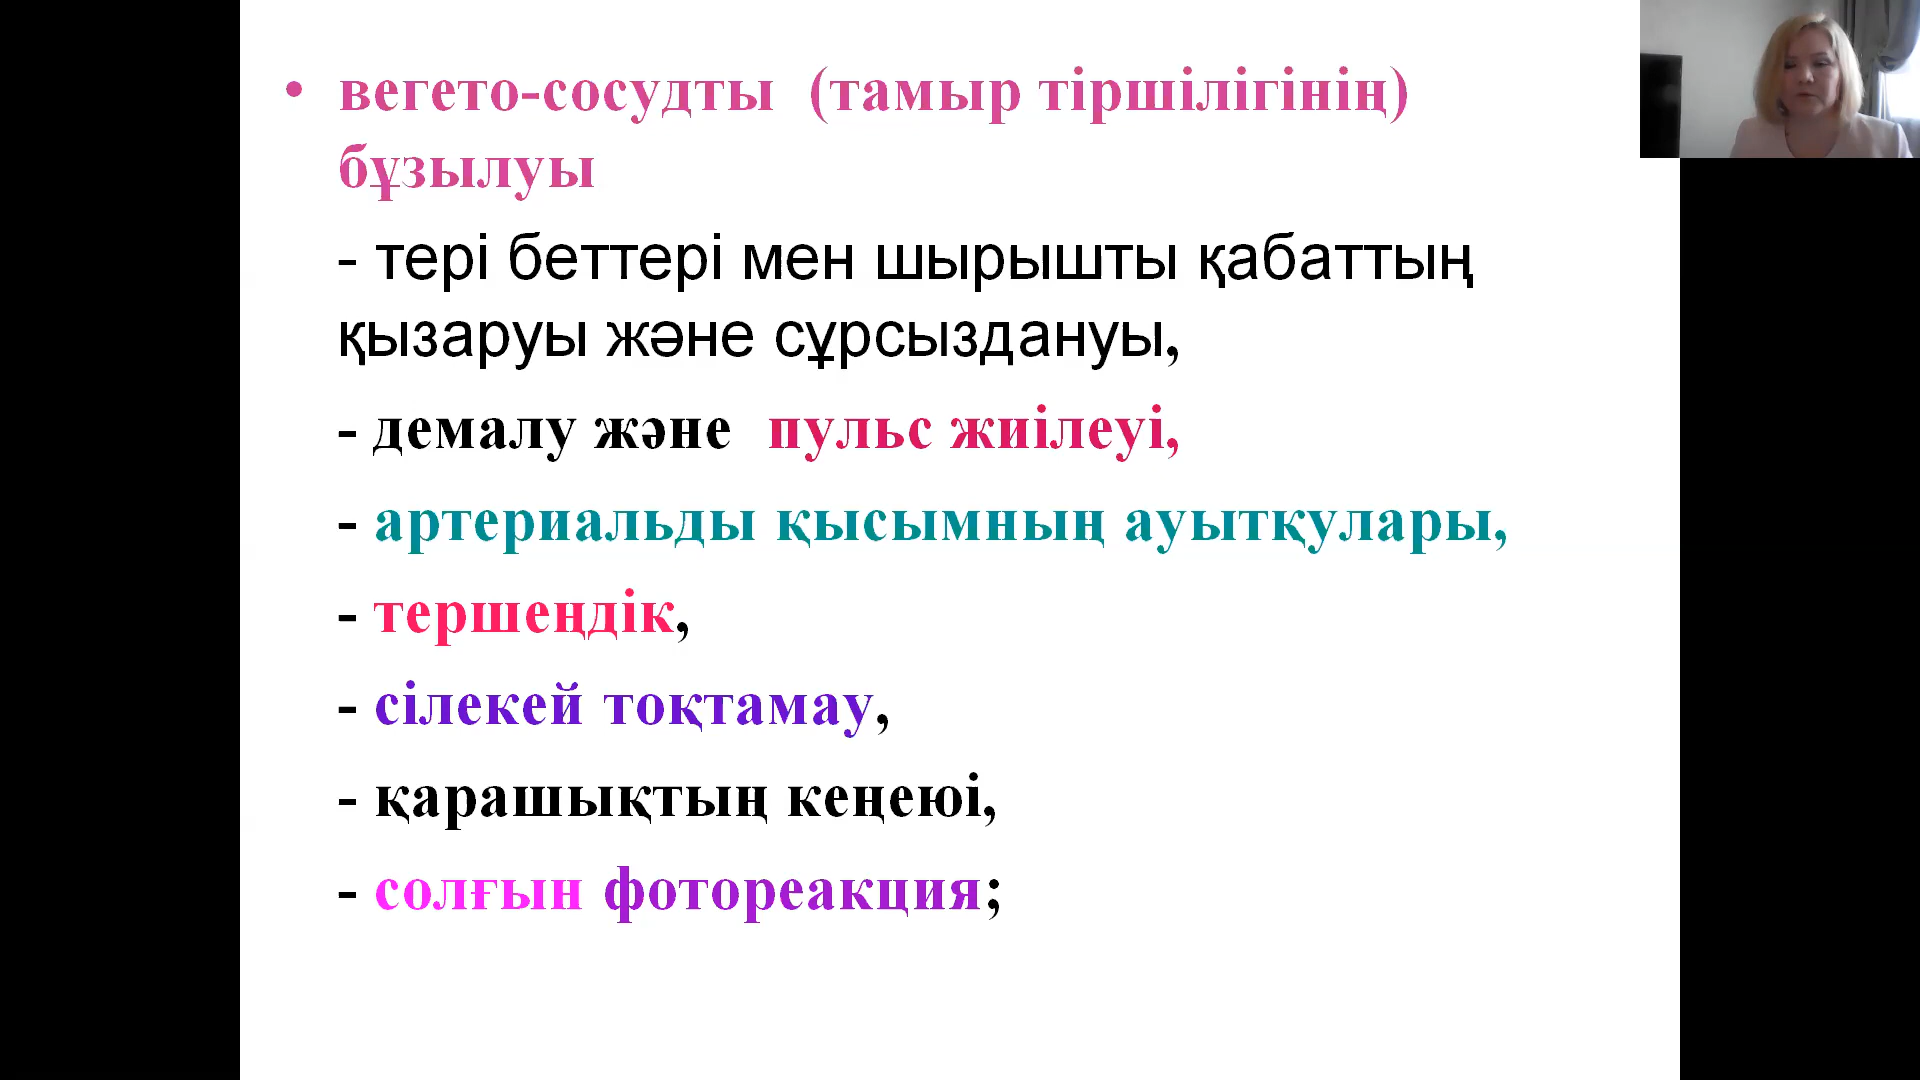 • вегето-сосудты (тамыр тіршілігінің)
бұзылуы
- тері беттері мен шырышты қабаттың
қызаруы және сұрсыздануы,
- демалу және пульс жиілеуі,
- артериальды қысымның ауытқулары,
- тершеңдік,
- сілекей тоқтамау,
- қарашықтың кеңеюі,
- солғын фотореакция;